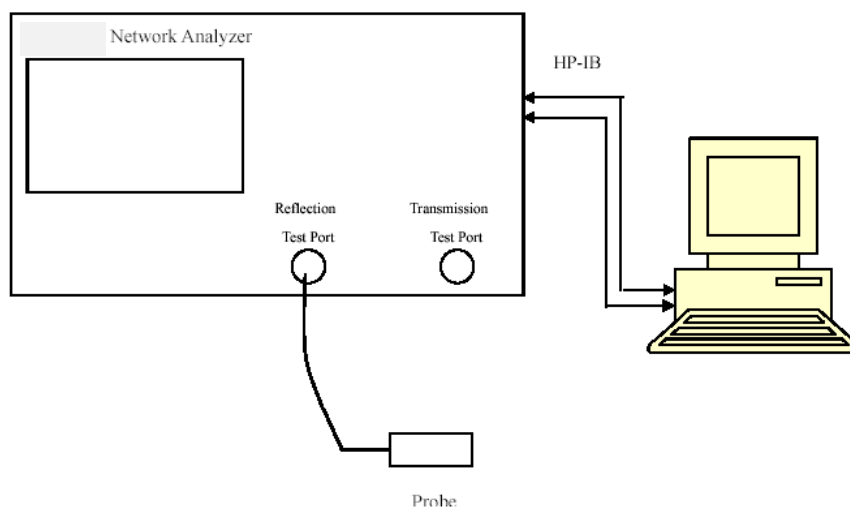 Network Analyzer
HP-IB
Reflection
Test Port
Transmission
Test Port
Probe